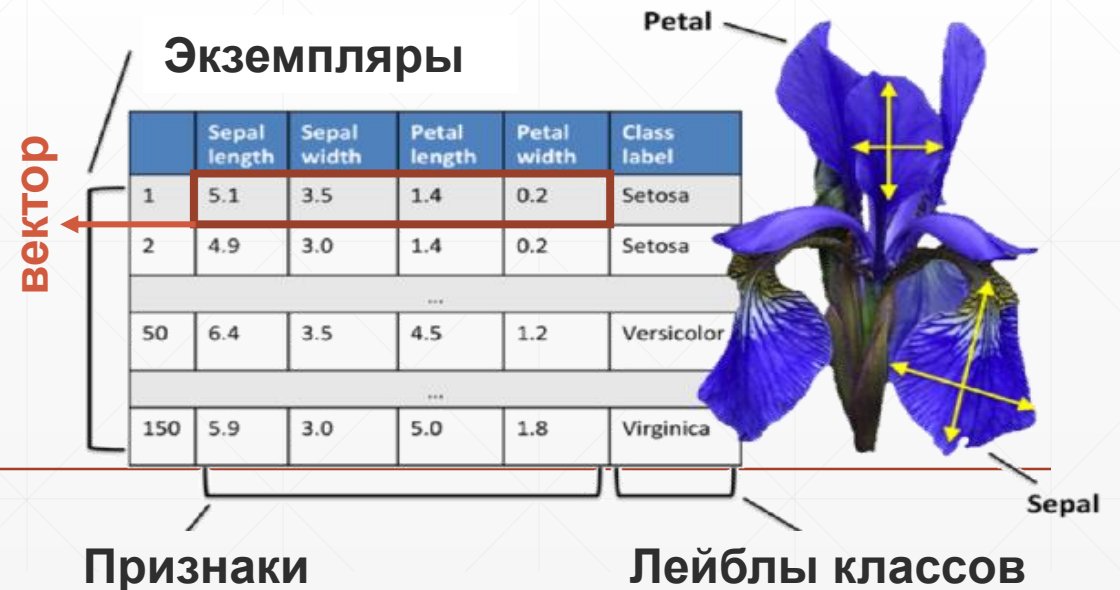 Petal
Экземпляры
вектор
Sepal length Sepal width Petal length Petal width Class label
1 5.1 3.5 1.4 0.2 Setosa
2 4.9 3.0 1.4 0.2 Setosa
...
50 6.4 3.5 4.5 1.2 Versicolor
...
150 5.9 3.0 5.0 1.8 Virginica
Sepal
Признаки
Лейблы классов